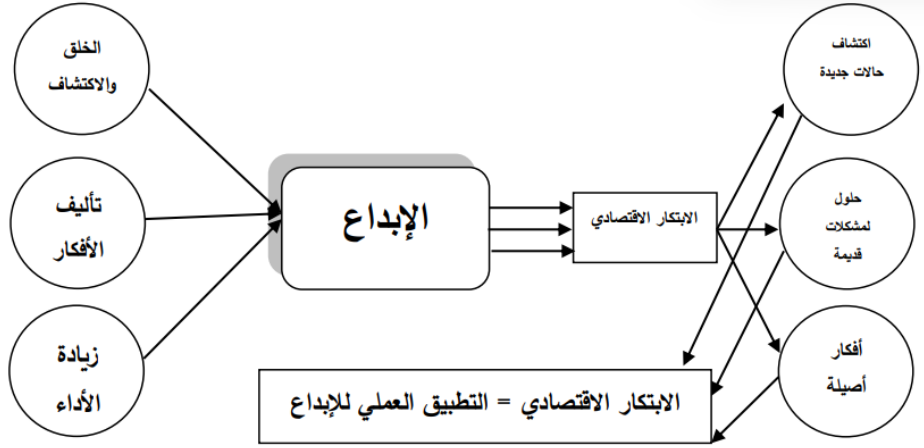 الخلق
والاكتشاف
تأليف
الأفكار
زيادة
الأداء
الإبداع
الابتكار الاقتصادي
اكتشاف
حالات جديدة
حلول
لمشكلات
قديمة
أفكار
أصيلة
الابتكار الاقتصادي = التطبيق العملي للإبداع